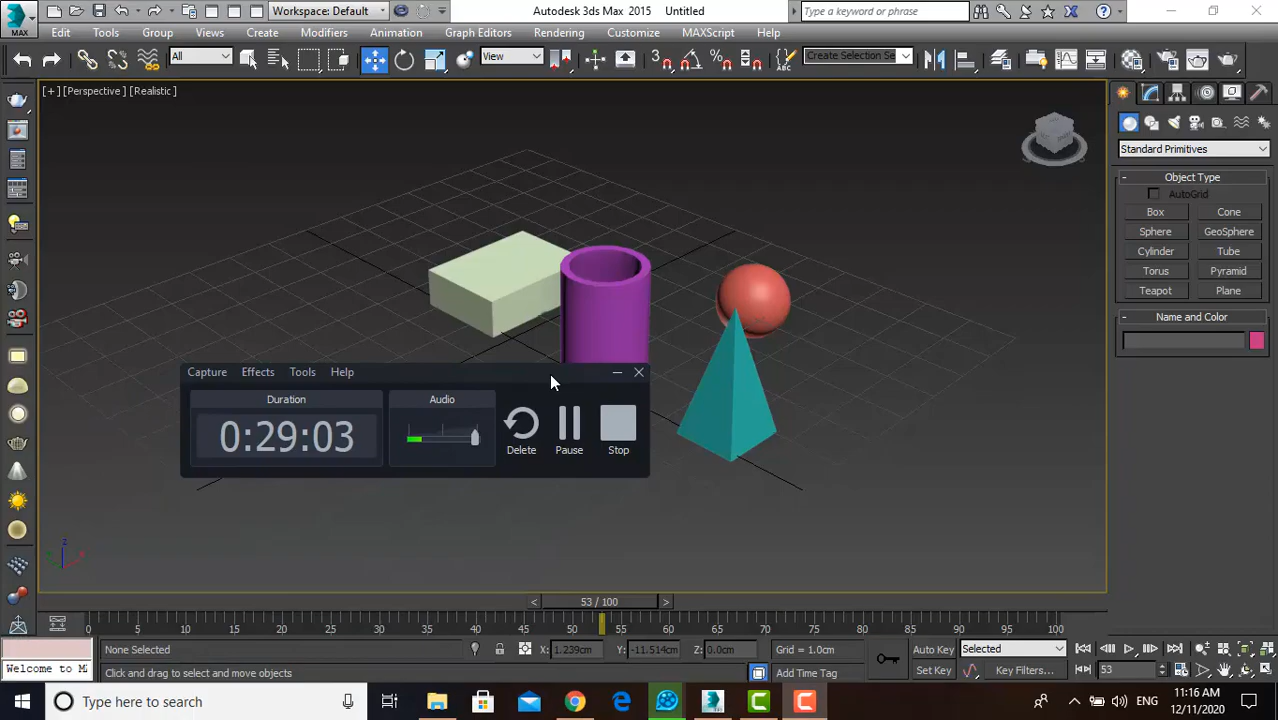 Workspace: Default
Autodesk 3ds Max 2015 Untitled
Type a keyword or phrase
MAX
Edit Tools Group Views Create Modifiers Animation Graph Editors Rendering Customize MAXScript Help
All
View
Create Selection Se
[+] [Perspective] [Realistic]
Standard Primitives
Object Type
AutoGrid
Box Cone
Sphere GeoSphere
Cylinder Tube
Torus Pyramid
Teapot Plane
Name and Color
Capture Effects Tools Help
Duration
Audio
0:29:03
Delete Pause Stop
z
53 / 100
0 5 10 15 20 25 30 35 40 45 50 55 60 65 70 75 80 85 90 95 100
None Selected
X: 1.239cm Y: -11.514cm Z: 0.0cm Grid = 1.0cm
Auto Key Selected
Welcome to M
Click and drag to select and move objects
Add Time Tag
Set Key Key Filters...
53
Type here to search
ENG
11:16 AM
12/11/2020